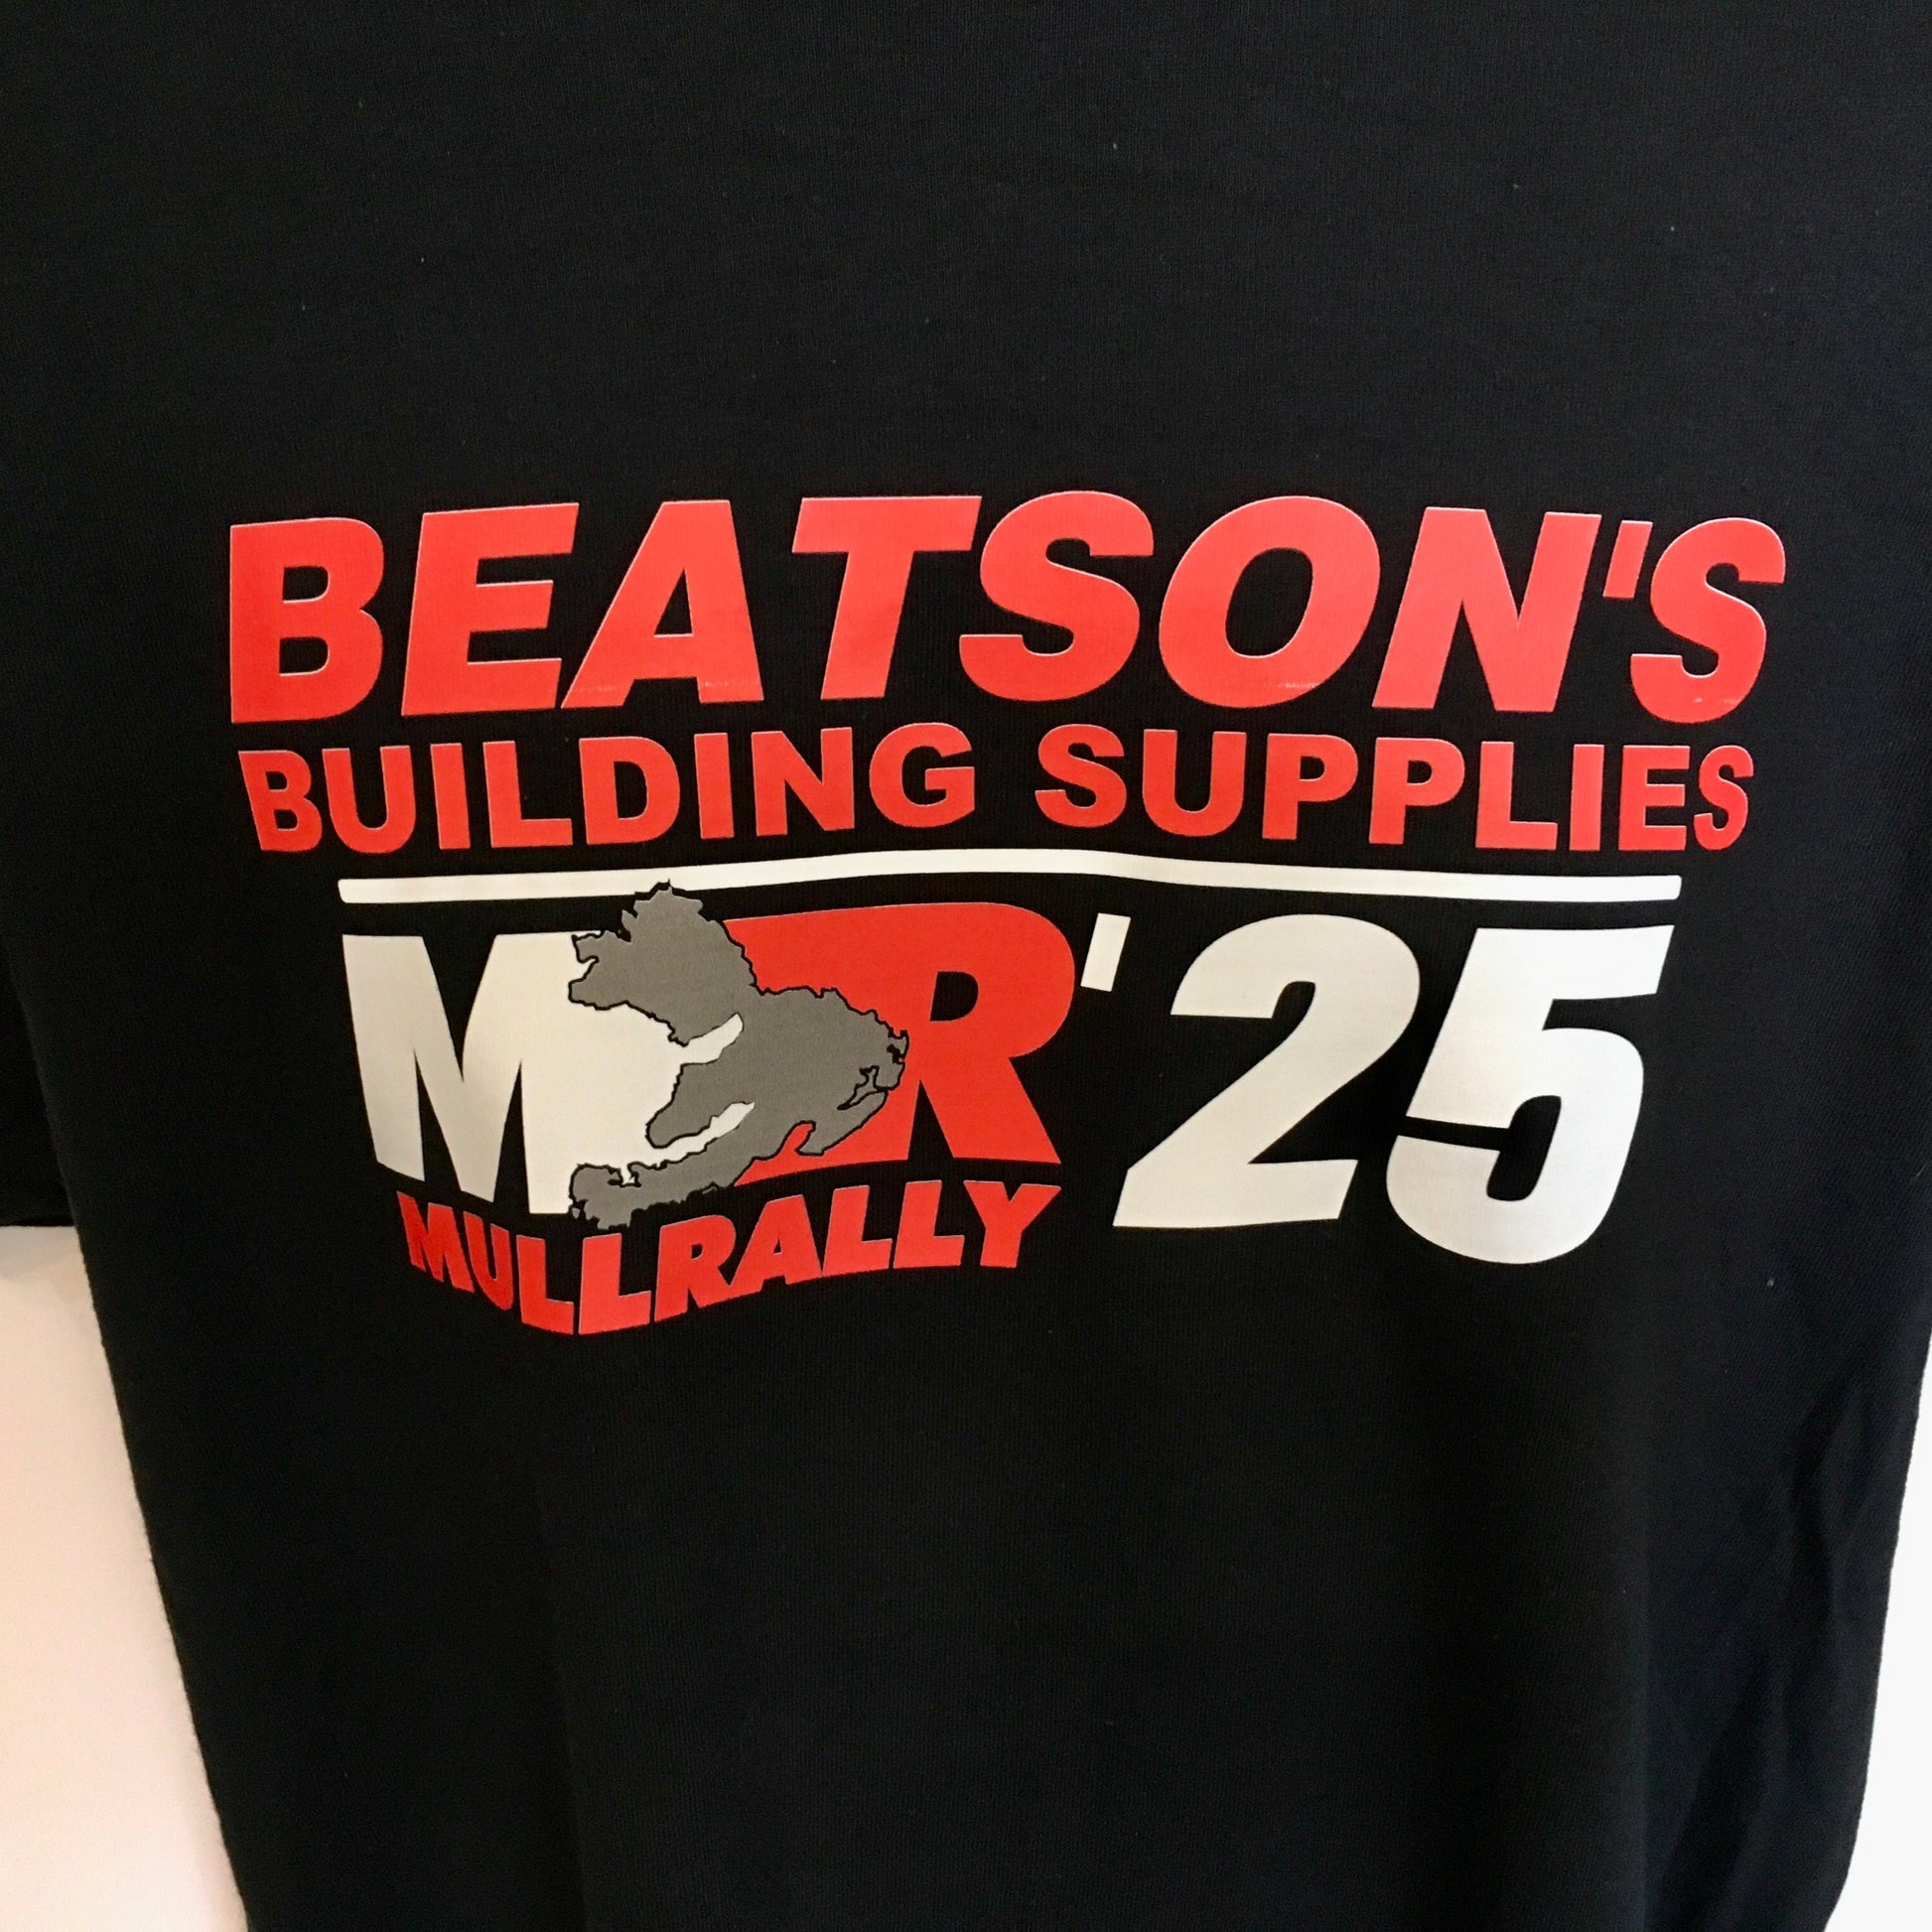 BEATSON'S
BUILDING SUPPLIES
MR'25
MULLRALLY